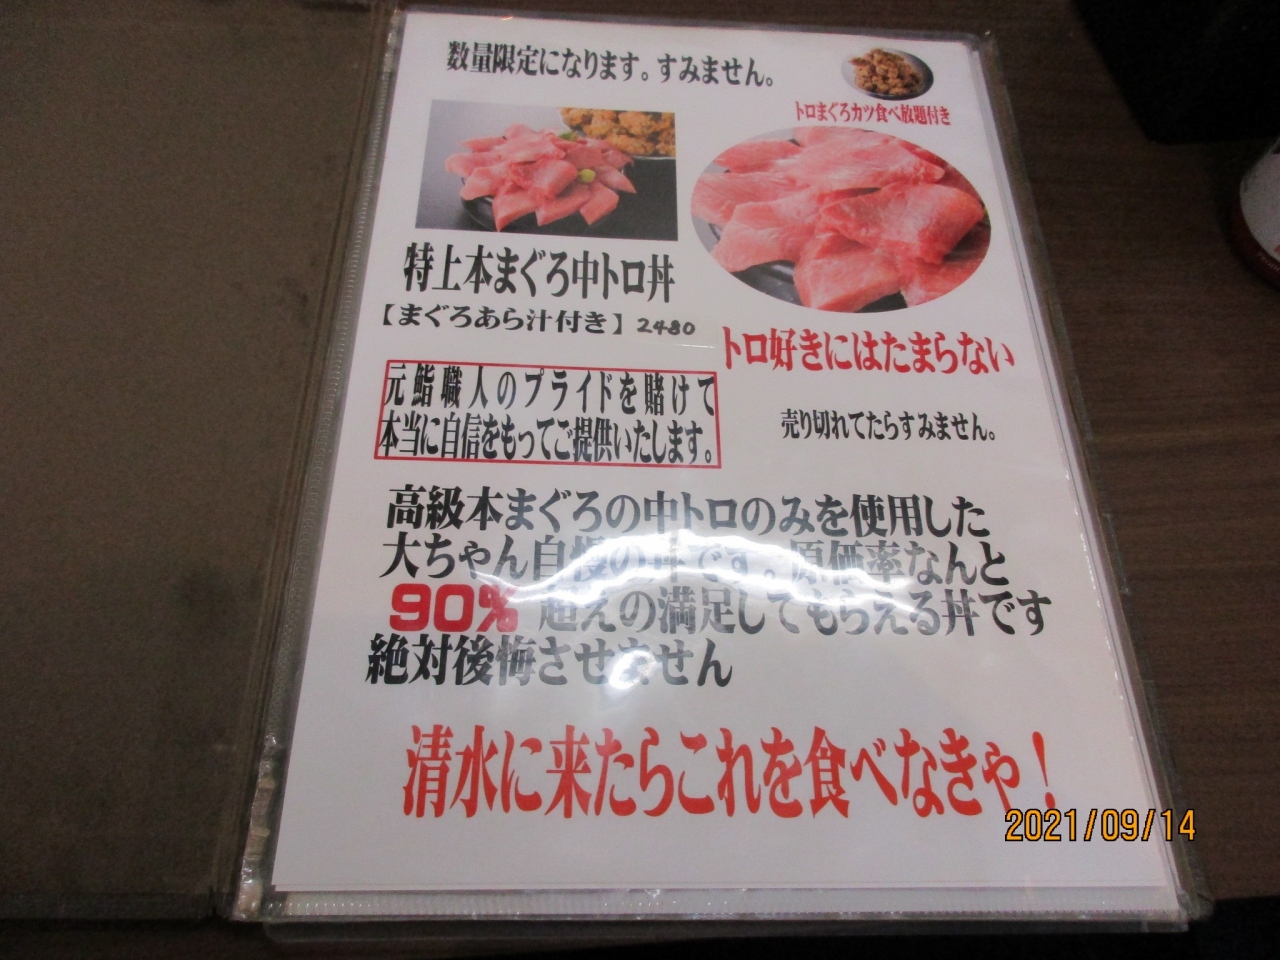 数量限定になります。すみません。
トロまぐろカツ食べ放題付き
特上本まぐろ中トロ丼
【まぐろあら汁付き】2480
トロ好きにはたまらない
元鮨職人のプライドを賭けて
本当に自信をもってご提供いたします。
売り切れてたらすみません。
高級本まぐろの中トロのみを使用した
大ちゃん自慢の丼です。原価率なんと
90% 超えの満足してもらえる丼です
絶対後悔させません
清水に来たらこれを食べなきゃ！
2021/09/14